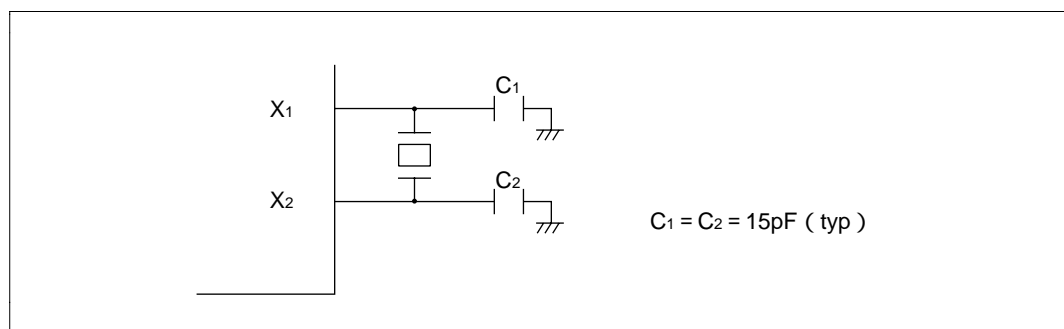 C1
X1
C2
X2
C1 = C2 = 15pF ( typ )